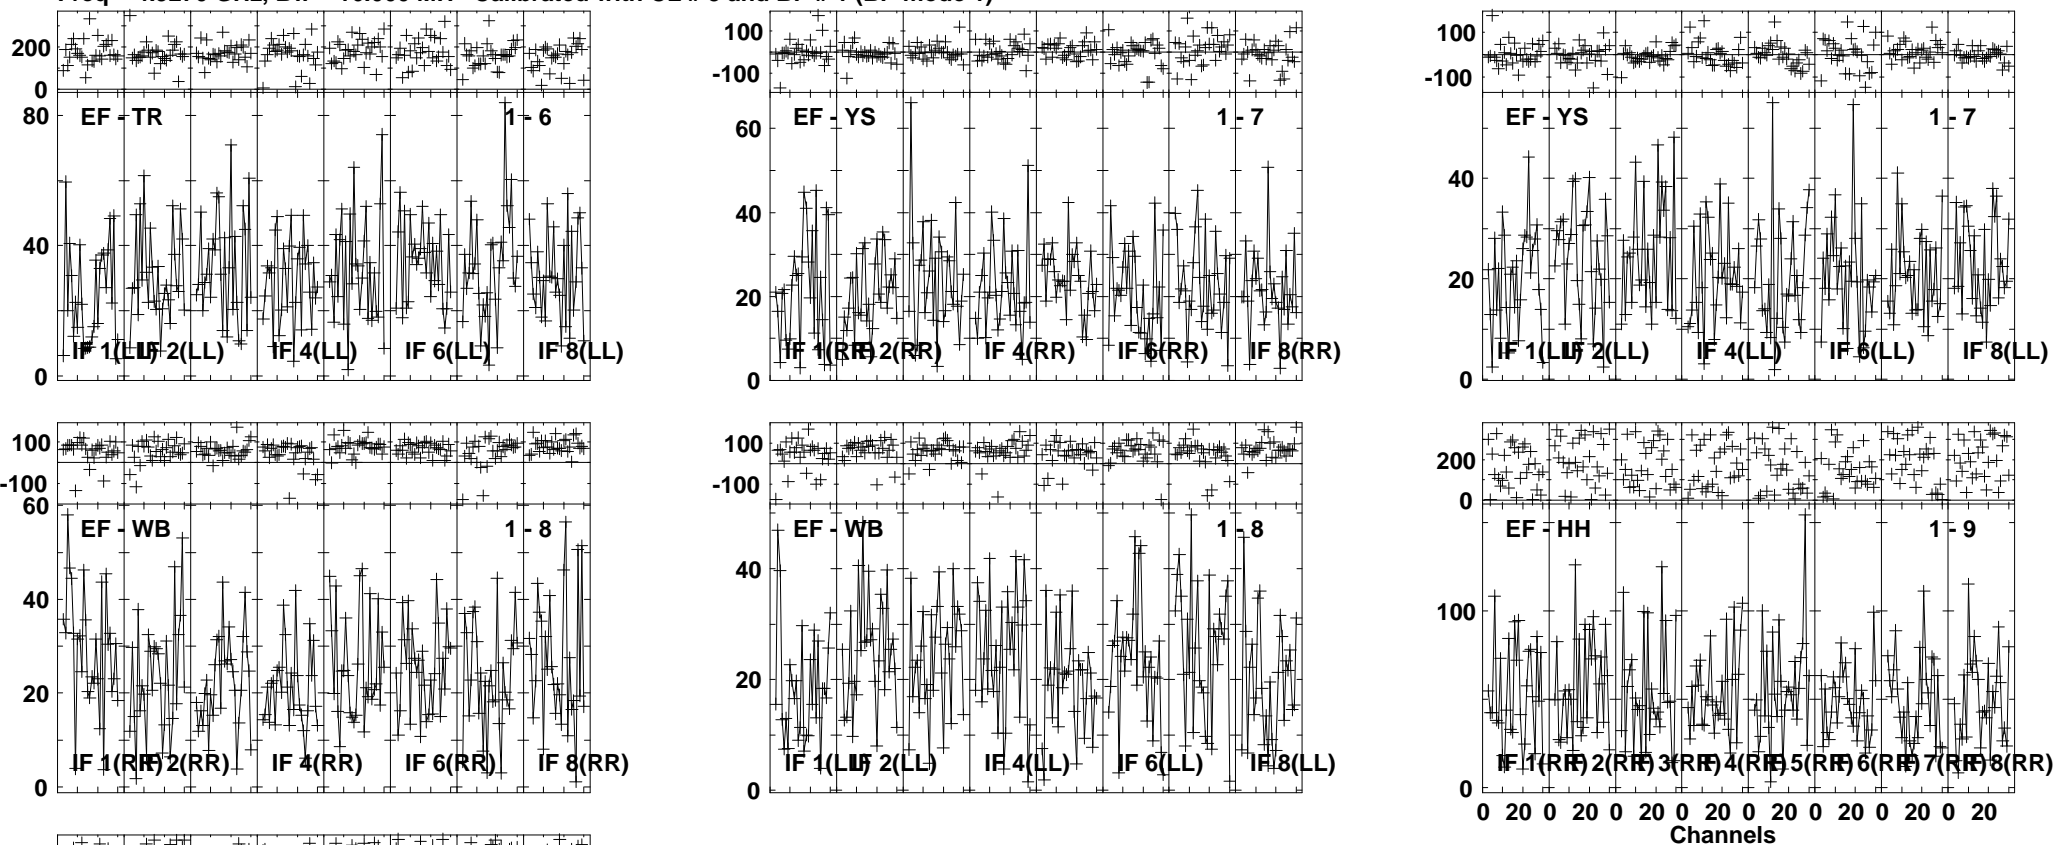 200
0
80
EF - TR
1 - 6
40
IF 1(LL)
IF 2(LL)
IF 4(LL)
IF 6(LL)
IF 8(LL)
0
100
-100
60
EF - YS
1 - 7
40
20
IF 1(RR)
IF 2(RR)
IF 4(RR)
IF 6(RR)
IF 8(RR)
0
100
-100
EF - YS
1 - 7
40
20
IF 1(LL)
IF 2(LL)
IF 4(LL)
IF 6(LL)
IF 8(LL)
0
100
-100
60
EF - WB
1 - 8
40
20
IF 1(RR)
IF 2(RR)
IF 4(RR)
IF 6(RR)
IF 8(RR)
0
100
-100
EF - WB
1 - 8
40
20
IF 1(LL)
IF 2(LL)
IF 4(LL)
IF 6(LL)
IF 8(LL)
0
200
0
EF - HH
1 - 9
100
IF 1(RR)
IF 2(RR)
IF 3(RR)
IF 4(RR)
IF 5(RR)
IF 6(RR)
IF 7(RR)
IF 8(RR)
0
0 20 0 20 0 20 0 20 0 20 0 20 0 20 0 20
Channels